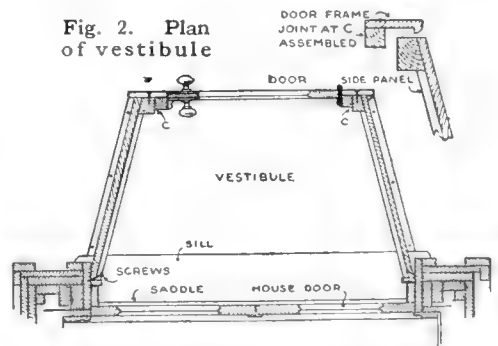 Fig. 2. Plan
of vestibule
DOOR FRAME
JOINT AT C
ASSEMBLED
DOOR
SIDE PANEL
C
C
VESTIBULE
SILL
SCREWS
SADDLE
HOUSE DOOR